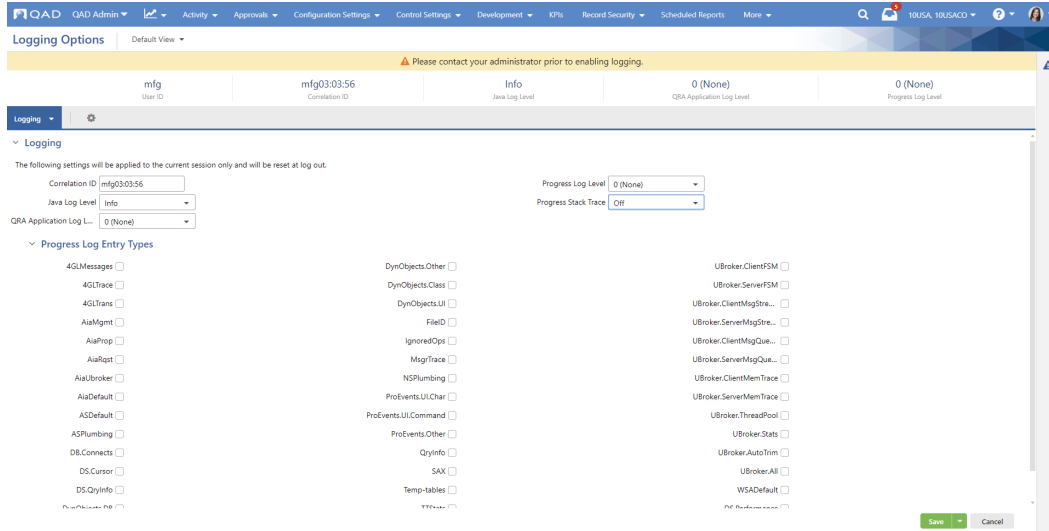 QAD QAD Admin Activity Approvals Configuration Settings Control Settings Development KPIs Record Security Scheduled Reports More 5 10USA, 10USACO ?
Logging Options Default View
Please contact your administrator prior to enabling logging.
mfg mfg03:03:56 Info 0 (None) 0 (None)
User ID Correlation ID Java Log Level QRA Application Log Level Progress Log Level
Logging
Logging
The following settings will be applied to the current session only and will be reset at log out.
Correlation ID mfg03:03:56 Progress Log Level 0 (None)
Java Log Level Info Progress Stack Trace Off
QRA Application Log L... 0 (None)
Progress Log Entry Types
4GLMessages DynObjects.Other UBroker.ClientFSM
4GLTrace DynObjects.Class UBroker.ServerFSM
4GLTrans DynObjects.UI UBroker.ClientMsgStre...
AiaMgmt FileID UBroker.ServerMsgStre...
AiaProp IgnoredOps UBroker.ClientMsgQue...
AiaRqst MsgrTrace UBroker.ServerMsgQue...
AiaUbroker NSPlumbing UBroker.ClientMemTrace
AiaDefault ProEvents.UI.Char UBroker.ServerMemTrace
ASDefault ProEvents.UI.Command UBroker.ThreadPool
ASPlumbing ProEvents.Other UBroker.Stats
DB.Connects QryInfo UBroker.AutoTrim
DS.Cursor SAX UBroker.All
DS.QryInfo Temp-tables WSADefault
DynObjects.DB TTStats DS.Performance
Save Cancel